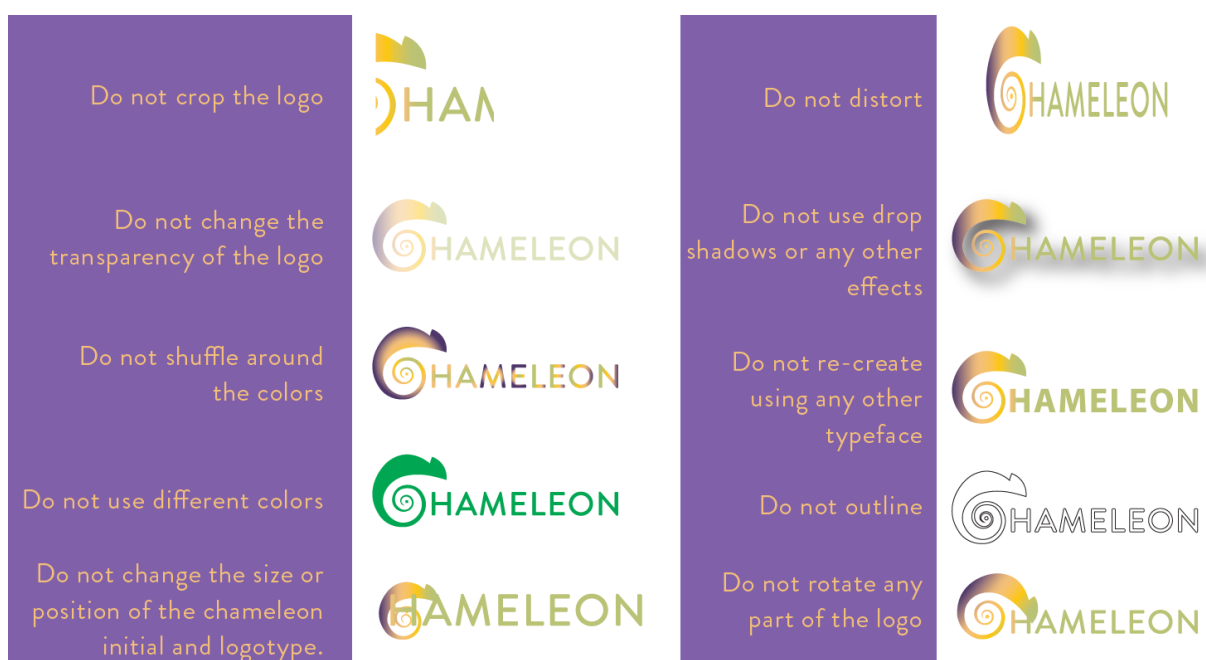 Do not crop the logo
HAM
Do not change the
transparency of the logo
HAMELEON
Do not shuffle around
the colors
HAMELEON
Do not use different colors
HAMELEON
Do not change the size or
position of the chameleon
initial and logotype.
HAMELEON
Do not distort
HAMELEON
Do not use drop
shadows or any other
effects
HAMELEON
Do not re-create
using any other
typeface
HAMELEON
Do not outline
HAMELEON
Do not rotate any
part of the logo
HAMELEON